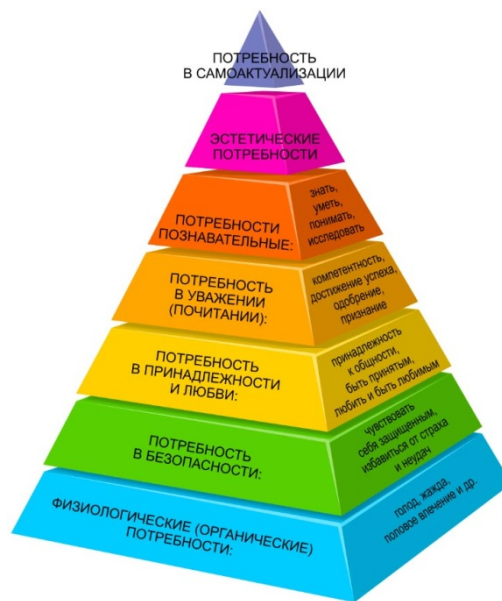 ПОТРЕБНОСТЬ
В САМОАКТУАЛИЗАЦИИ
ЭСТЕТИЧЕСКИЕ
ПОТРЕБНОСТИ
ПОТРЕБНОСТИ
ПОЗНАВАТЕЛЬНЫЕ:
знать,
уметь,
понимать,
исследовать
ПОТРЕБНОСТЬ
В УВАЖЕНИИ
(ПОЧИТАНИИ):
компетентность,
достижение успеха,
одобрение,
признание
ПОТРЕБНОСТЬ
В ПРИНАДЛЕЖНОСТИ
И ЛЮБВИ:
принадлежность
к общности,
быть принятым,
любить и быть любимым
ПОТРЕБНОСТЬ
В БЕЗОПАСНОСТИ:
чувствовать
себя защищенным,
избавиться от страха
и неудач
ФИЗИОЛОГИЧЕСКИЕ (ОРГАНИЧЕСКИЕ)
ПОТРЕБНОСТИ:
голод, жажда,
половое влечение и др.